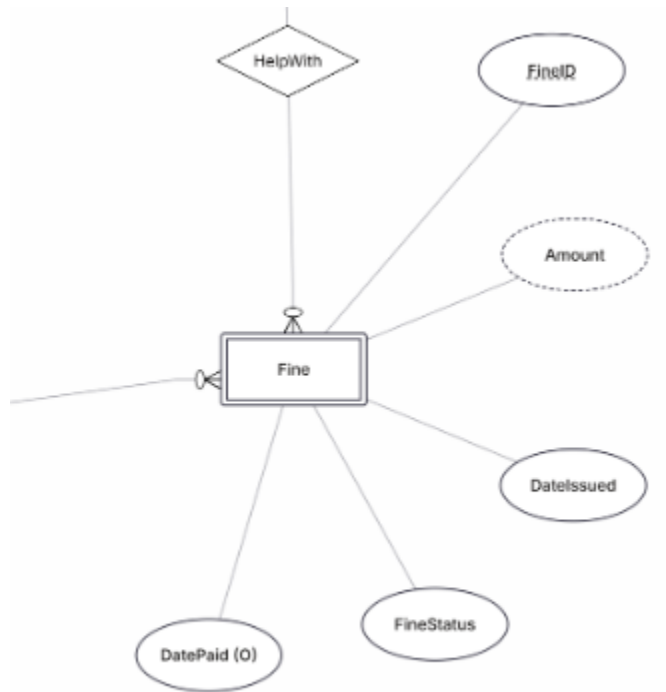 HelpWith
FineID
Amount
Fine
DateIssued
FineStatus
DatePaid (O)